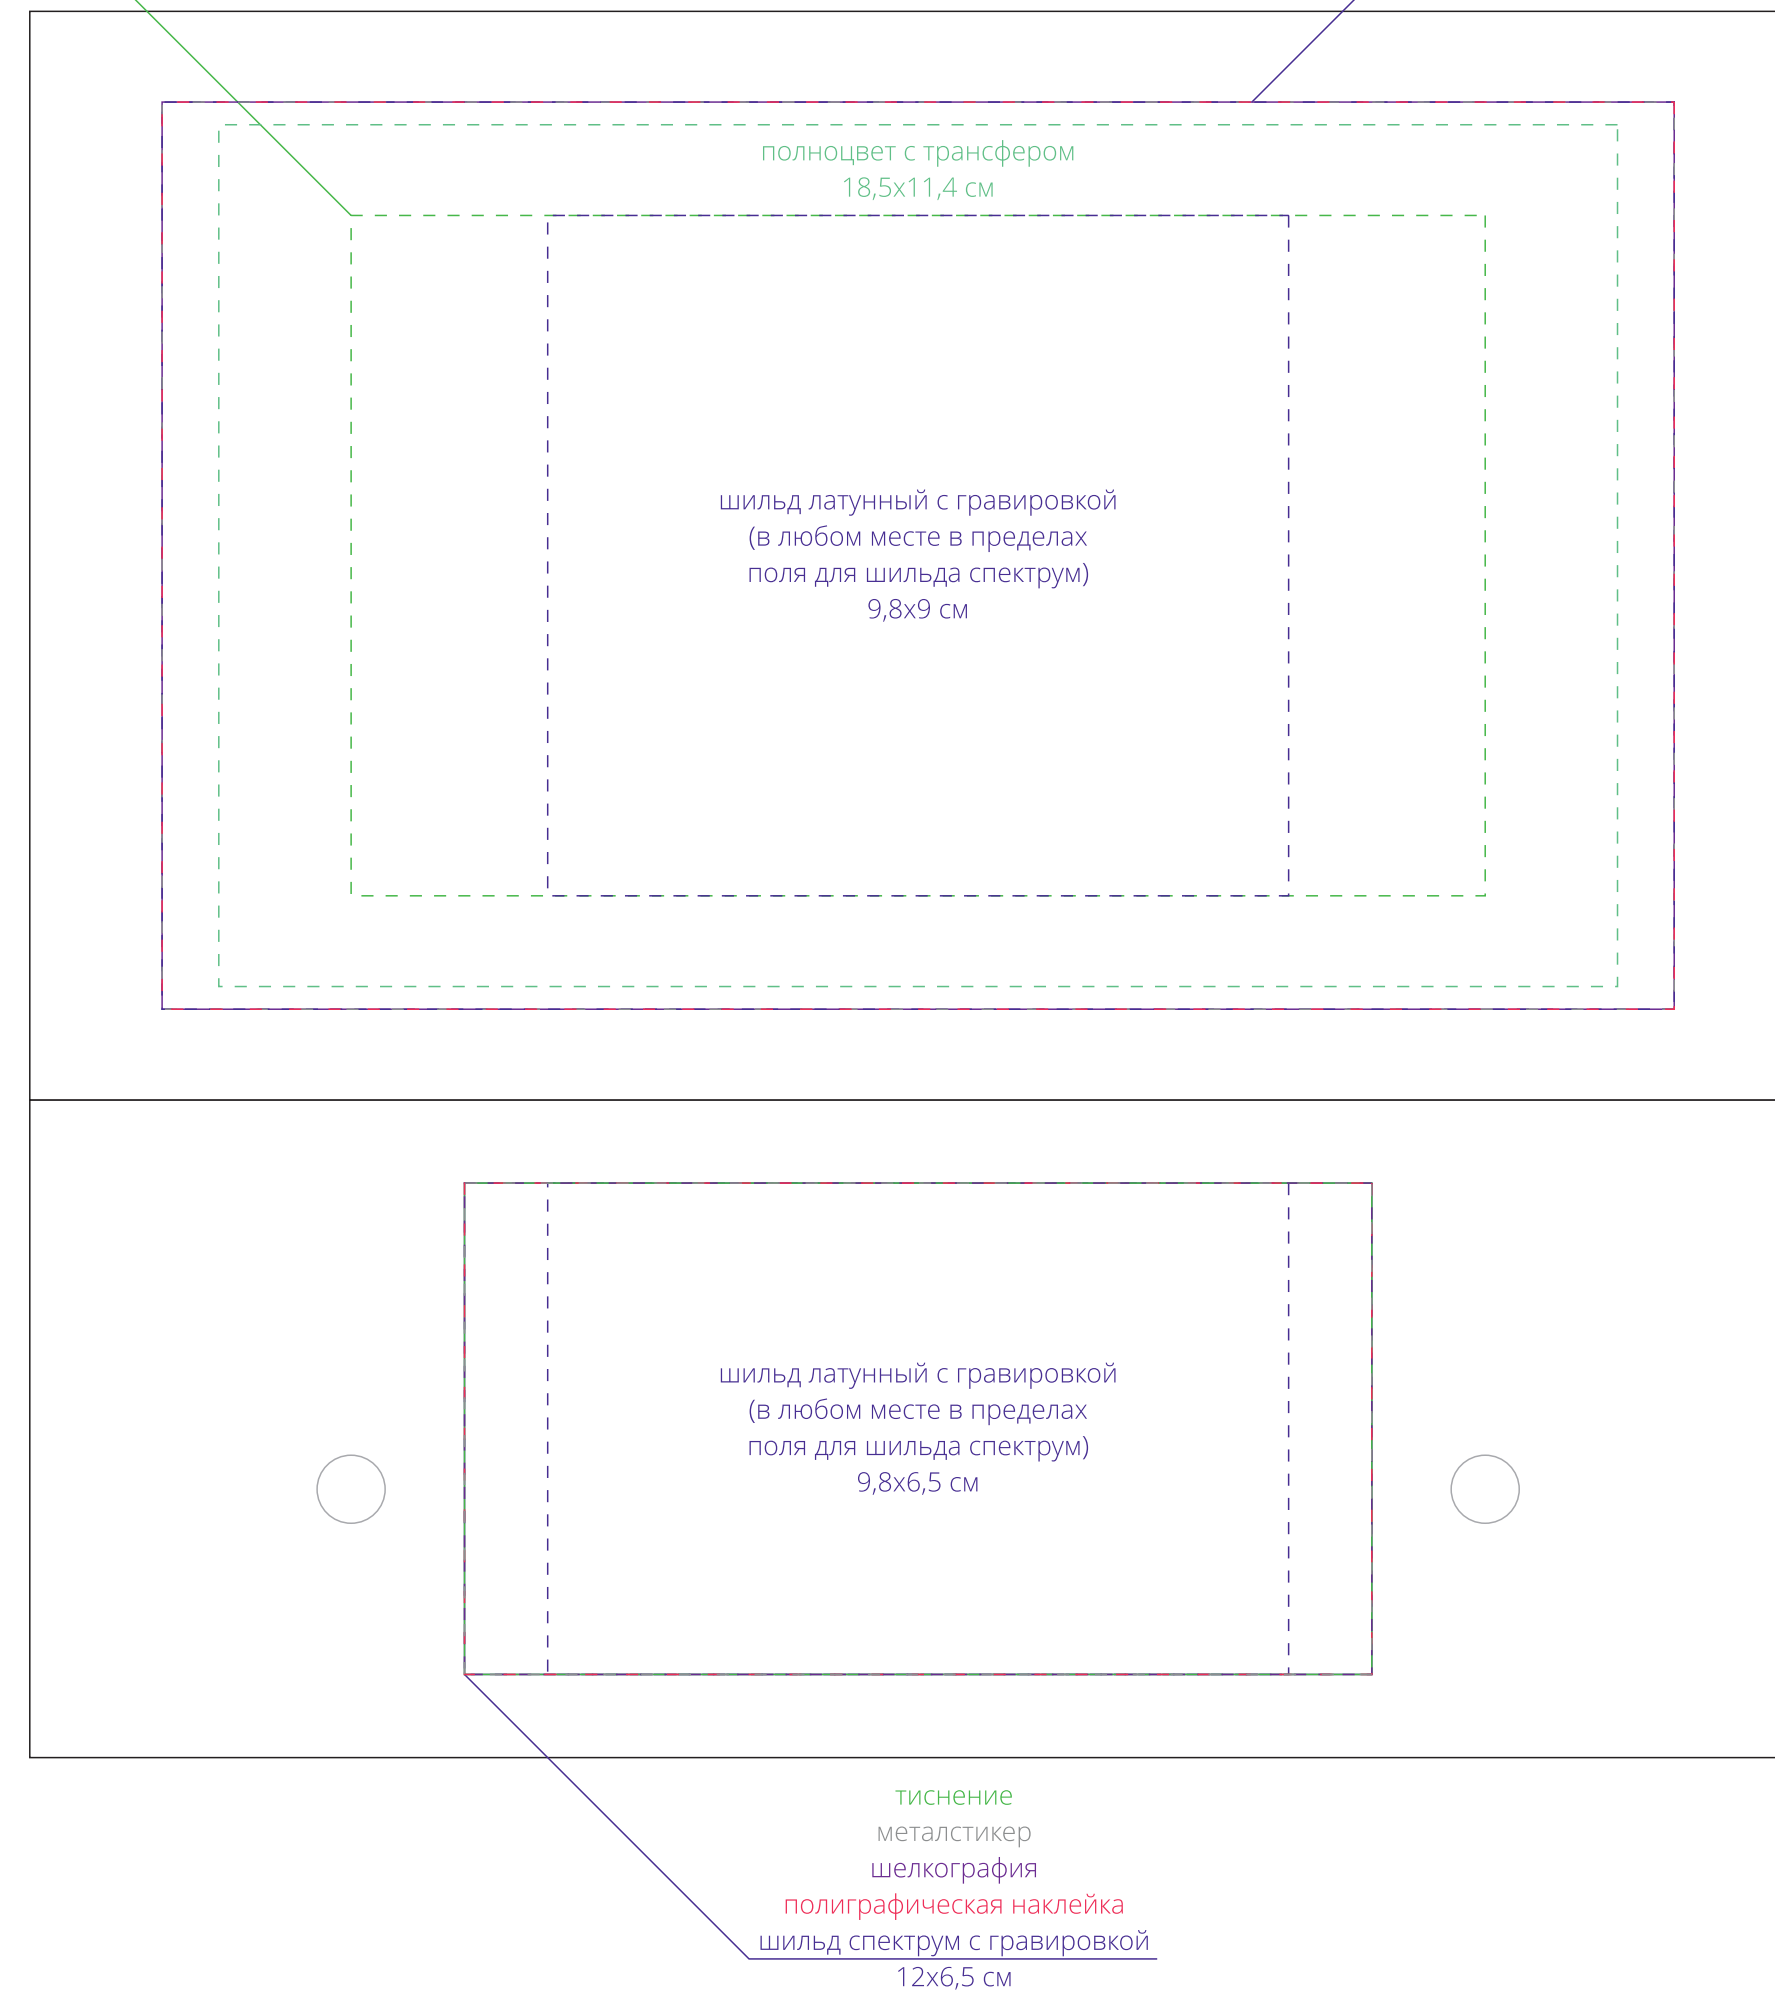 полноцвет с трансфером
18,5x11,4 см
шильд латунный с гравировкой
(в любом месте в пределах
поля для шильда спектрум)
9,8x9 см
шильд латунный с гравировкой
(в любом месте в пределах
поля для шильда спектрум)
9,8x6,5 см
тиснение
металстикер
шелкография
полиграфическая наклейка
шильд спектрум с гравировкой
12x6,5 см